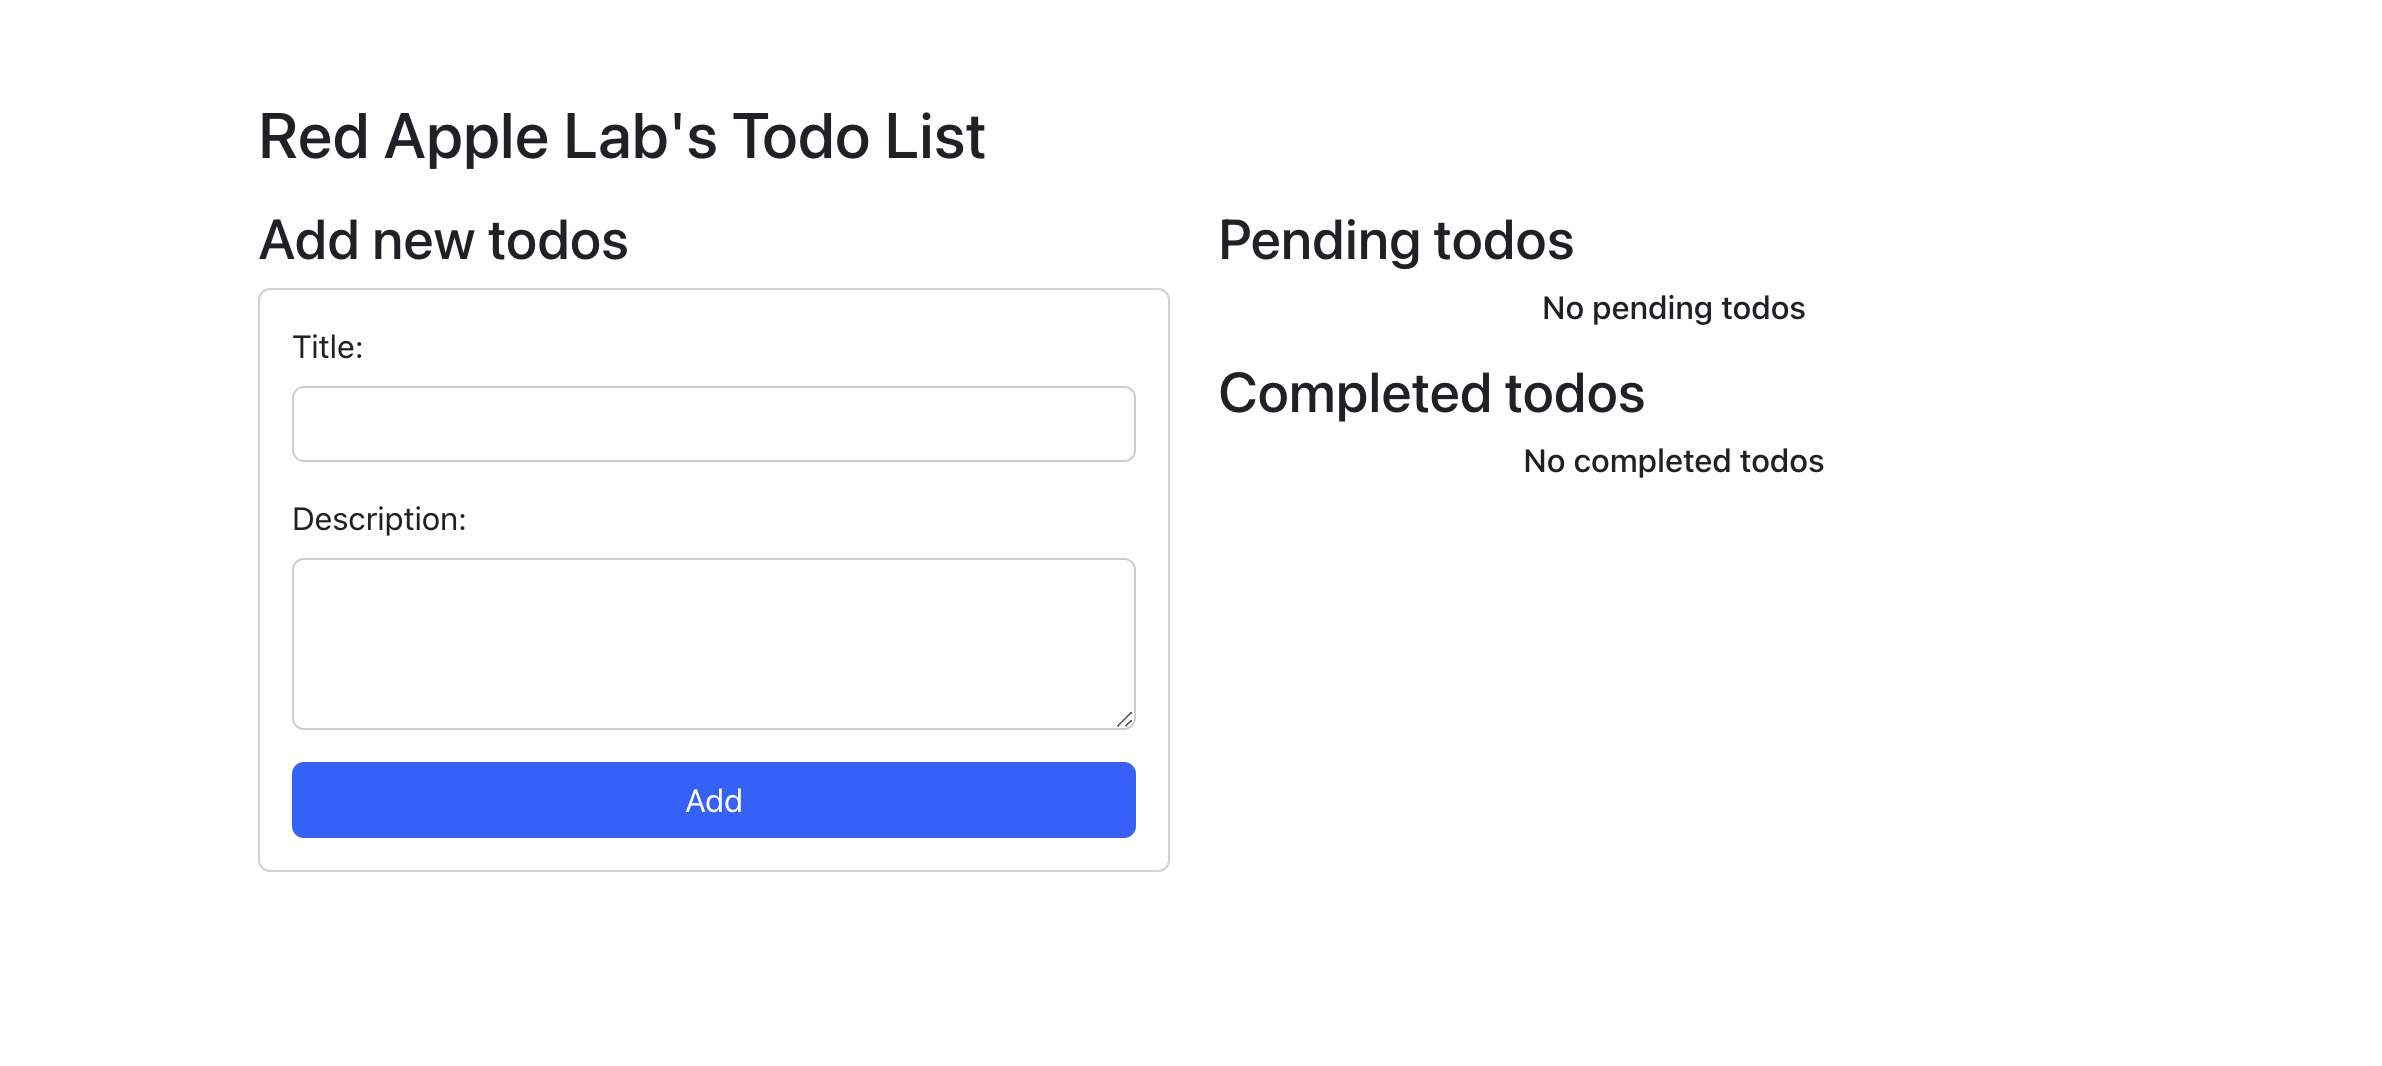 Red Apple Lab's Todo List
Add new todos
Title:
Description:
Add
Pending todos
No pending todos
Completed todos
No completed todos